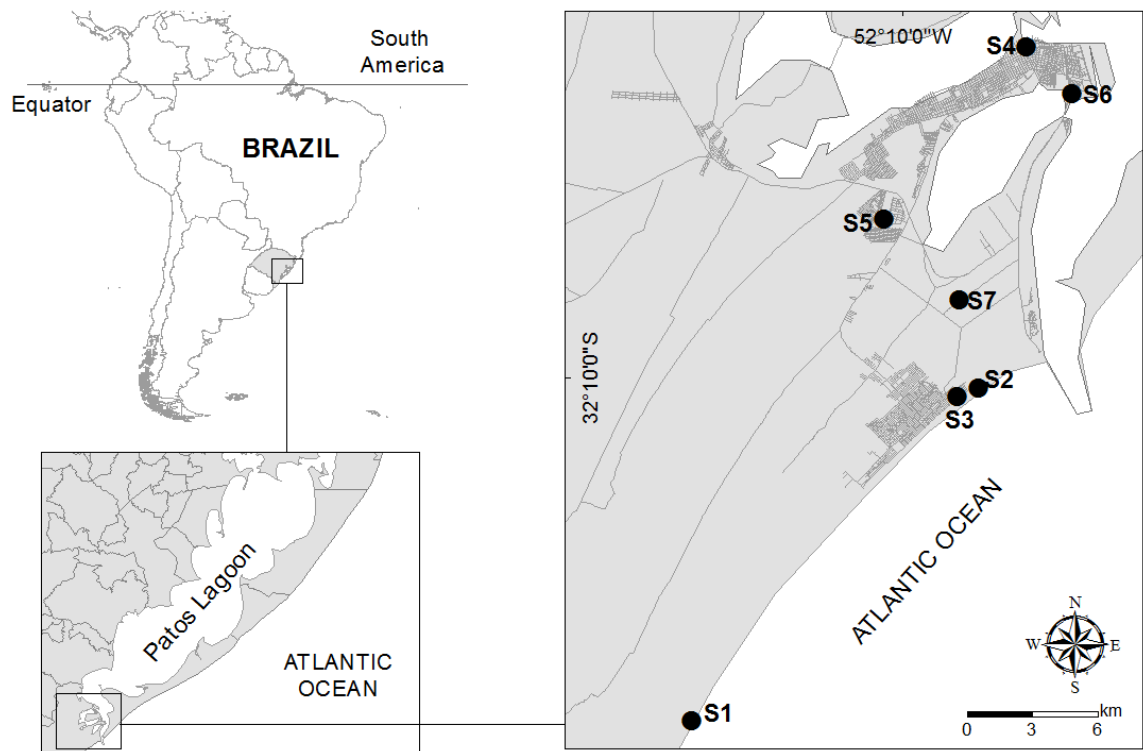 South
America
Equator
BRAZIL
Patos Lagoon
ATLANTIC
OCEAN
52°10'0"W
S4
S6
S5
S7
32°10'0"S
S2
S3
ATLANTIC OCEAN
S1
N
W
E
S
km
0 3 6